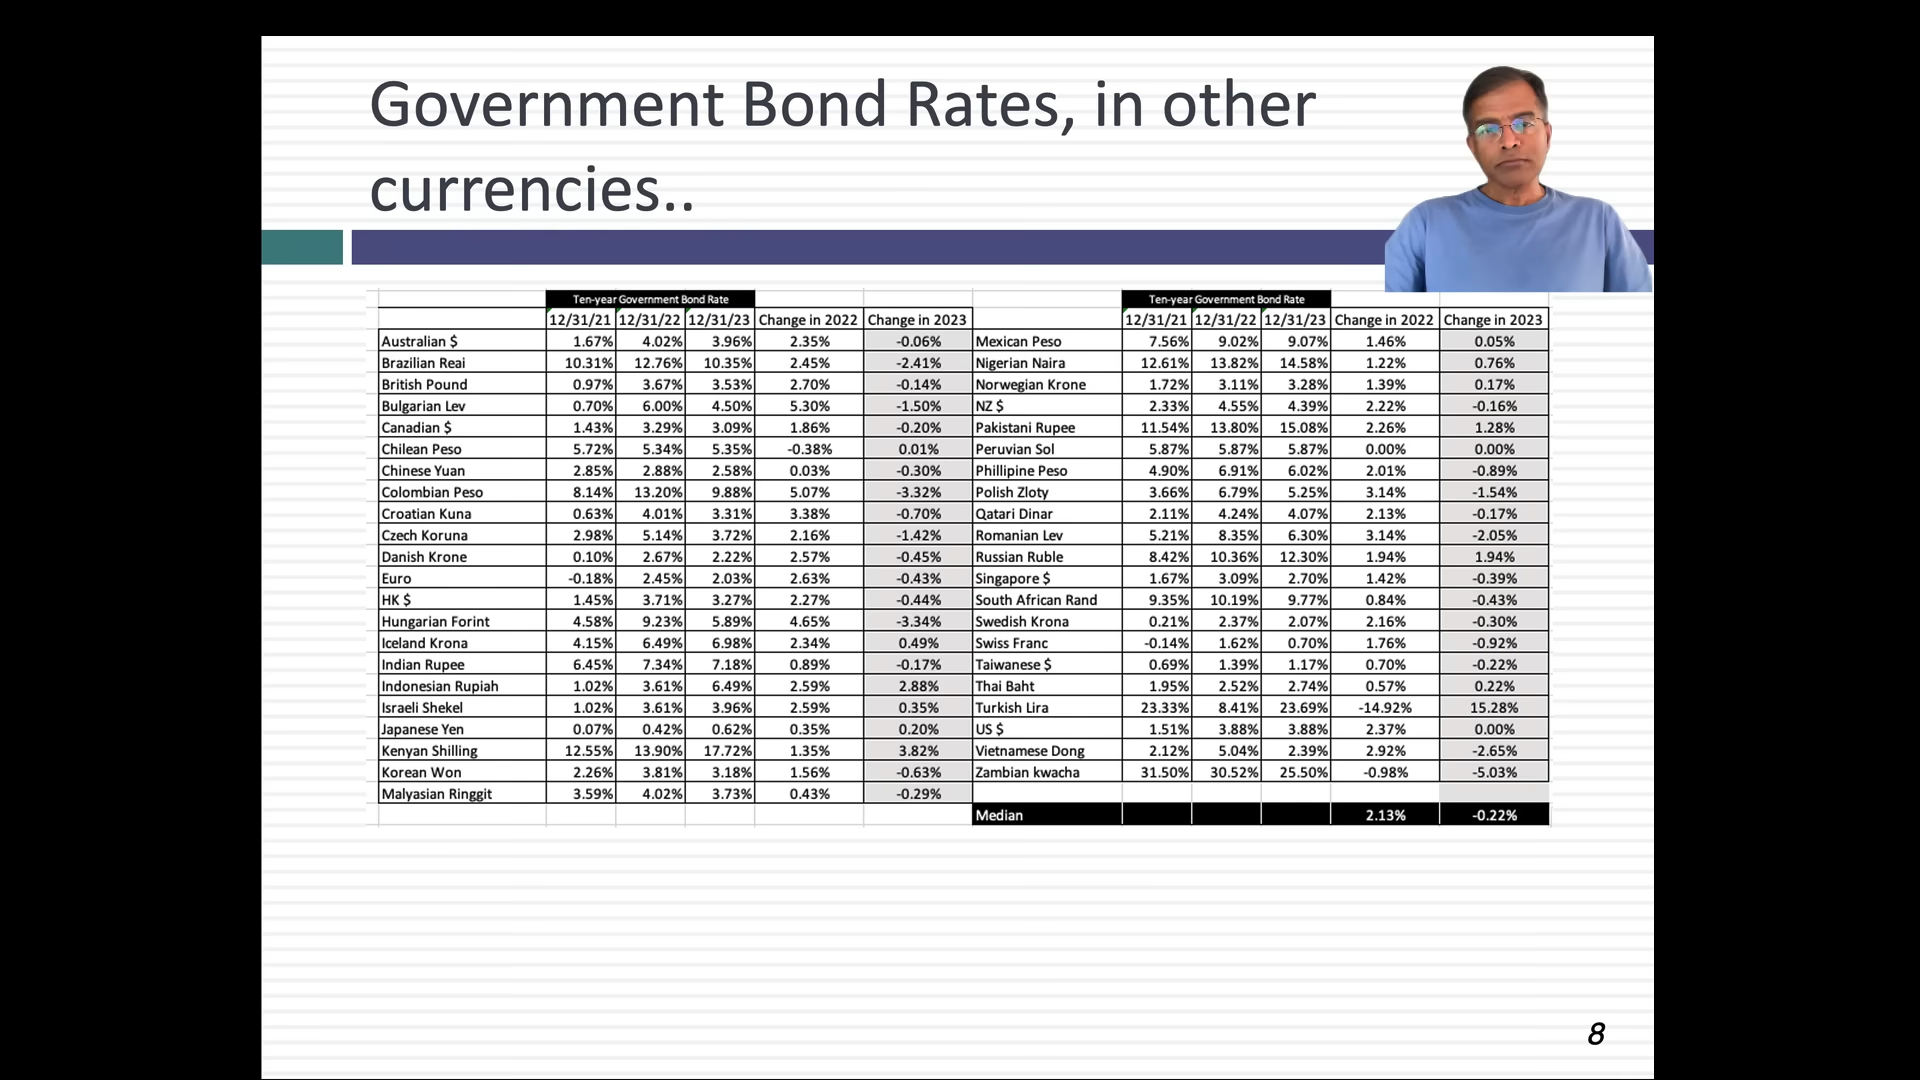 Government Bond Rates, in other
currencies..
Ten-year Government Bond Rate Ten-year Government Bond Rate
12/31/21 12/31/22 12/31/23 Change in 2022 Change in 2023 12/31/21 12/31/22 12/31/23 Change in 2022 Change in 2023
Australian $ 1.67% 4.02% 3.96% 2.35% -0.06% Mexican Peso 7.56% 9.02% 9.07% 1.46% 0.05%
Brazilian Reai 10.31% 12.76% 10.35% 2.45% -2.41% Nigerian Naira 12.61% 13.82% 14.58% 1.22% 0.76%
British Pound 0.97% 3.67% 3.53% 2.70% -0.14% Norwegian Krone 1.72% 3.11% 3.28% 1.39% 0.17%
Bulgarian Lev 0.70% 6.00% 4.50% 5.30% -1.50% NZ $ 2.33% 4.55% 4.39% 2.22% -0.16%
Canadian $ 1.43% 3.29% 3.09% 1.86% -0.20% Pakistani Rupee 11.54% 13.80% 15.08% 2.26% 1.28%
Chilean Peso 5.72% 5.34% 5.35% -0.38% 0.01% Peruvian Sol 5.87% 5.87% 5.87% 0.00% 0.00%
Chinese Yuan 2.85% 2.88% 2.58% 0.03% -0.30% Phillipine Peso 4.90% 6.91% 6.02% 2.01% -0.89%
Colombian Peso 8.14% 13.20% 9.88% 5.07% -3.32% Polish Zloty 3.66% 6.79% 5.25% 3.14% -1.54%
Croatian Kuna 0.63% 4.01% 3.31% 3.38% -0.70% Qatari Dinar 2.11% 4.24% 4.07% 2.13% -0.17%
Czech Koruna 2.98% 5.14% 3.72% 2.16% -1.42% Romanian Lev 5.21% 8.35% 6.30% 3.14% -2.05%
Danish Krone 0.10% 2.67% 2.22% 2.57% -0.45% Russian Ruble 8.42% 10.36% 12.30% 1.94% 1.94%
Euro -0.18% 2.45% 2.03% 2.63% -0.43% Singapore $ 1.67% 3.09% 2.70% 1.42% -0.39%
HK $ 1.45% 3.71% 3.27% 2.27% -0.44% South African Rand 9.35% 10.19% 9.77% 0.84% -0.43%
Hungarian Forint 4.58% 9.23% 5.89% 4.65% -3.34% Swedish Krona 0.21% 2.37% 2.07% 2.16% -0.30%
Iceland Krona 4.15% 6.49% 6.98% 2.34% 0.49% Swiss Franc -0.14% 1.62% 0.70% 1.76% -0.92%
Indian Rupee 6.45% 7.34% 7.18% 0.89% -0.17% Taiwanese $ 0.69% 1.39% 1.17% 0.70% -0.22%
Indonesian Rupiah 1.02% 3.61% 6.49% 2.59% 2.88% Thai Baht 1.95% 2.52% 2.74% 0.57% 0.22%
Israeli Shekel 1.02% 3.61% 3.96% 2.59% 0.35% Turkish Lira 23.33% 8.41% 23.69% -14.92% 15.28%
Japanese Yen 0.07% 0.42% 0.62% 0.35% 0.20% US $ 1.51% 3.88% 3.88% 2.37% 0.00%
Kenyan Shilling 12.55% 13.90% 17.72% 1.35% 3.82% Vietnamese Dong 2.12% 5.04% 2.39% 2.92% -2.65%
Korean Won 2.26% 3.81% 3.18% 1.56% -0.63% Zambian kwacha 31.50% 30.52% 25.50% -0.98% -5.03%
Malyasian Ringgit 3.59% 4.02% 3.73% 0.43% -0.29%
Median 2.13% -0.22%
8